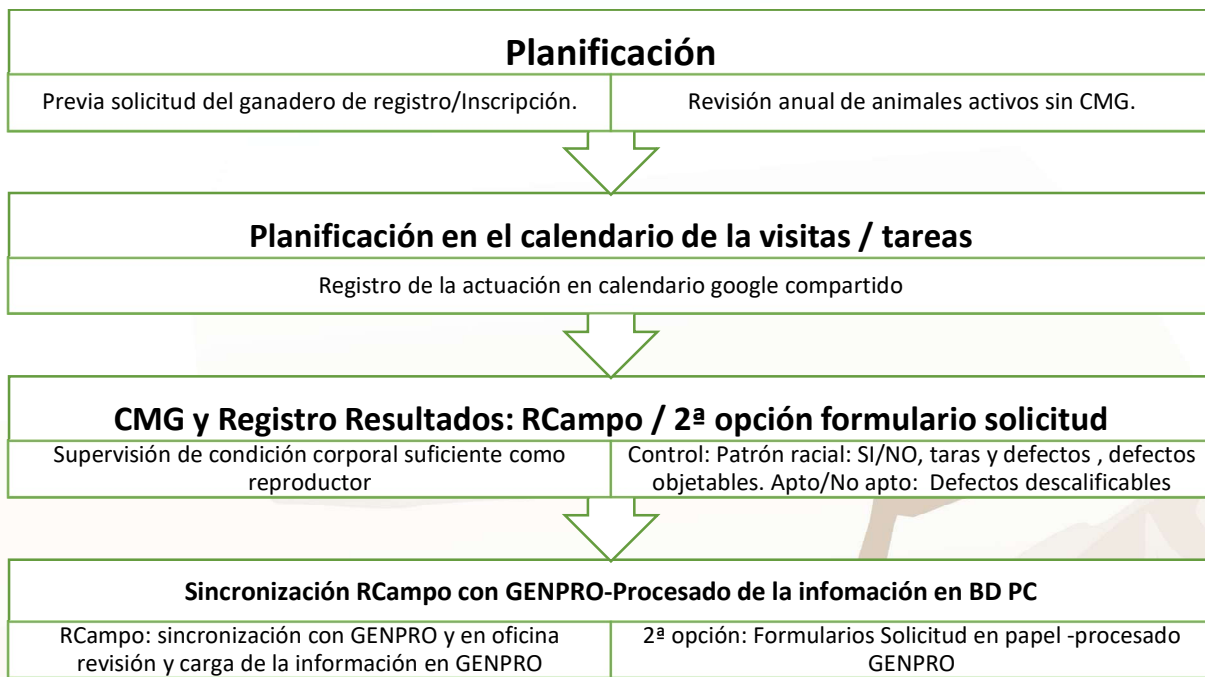 Planificación
Previa solicitud del ganadero de registro/Inscripción.
Revisión anual de animales activos sin CMG.
Planificación en el calendario de la visitas / tareas
Registro de la actuación en calendario google compartido
CMG y Registro Resultados: RCampo / 2ª opción formulario solicitud
Supervisión de condición corporal suficiente como
reproductor
Control: Patrón racial: SI/NO, taras y defectos , defectos
objetables. Apto/No apto: Defectos descalificables
Sincronización RCampo con GENPRO-Procesado de la infomación en BD PC
RCampo: sincronización con GENPRO y en oficina
revisión y carga de la información en GENPRO
2ª opción: Formularios Solicitud en papel -procesado
GENPRO